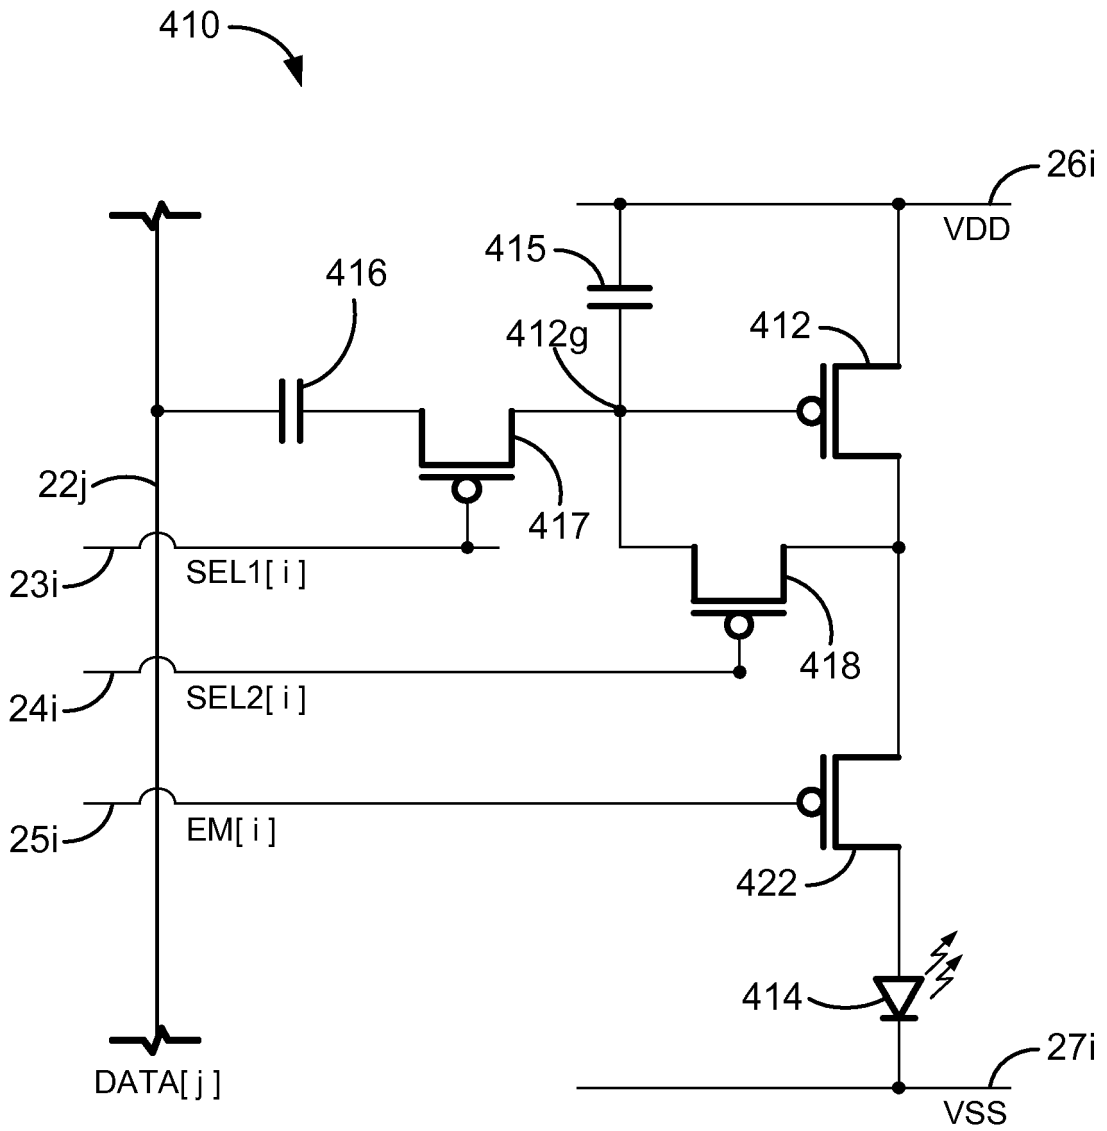 410
26i
VDD
415
416
412g
412
22j
417
23i
SEL1[ i ]
418
24i
SEL2[ i ]
25i
EM[ i ]
422
414
27i
DATA[ j ]
VSS